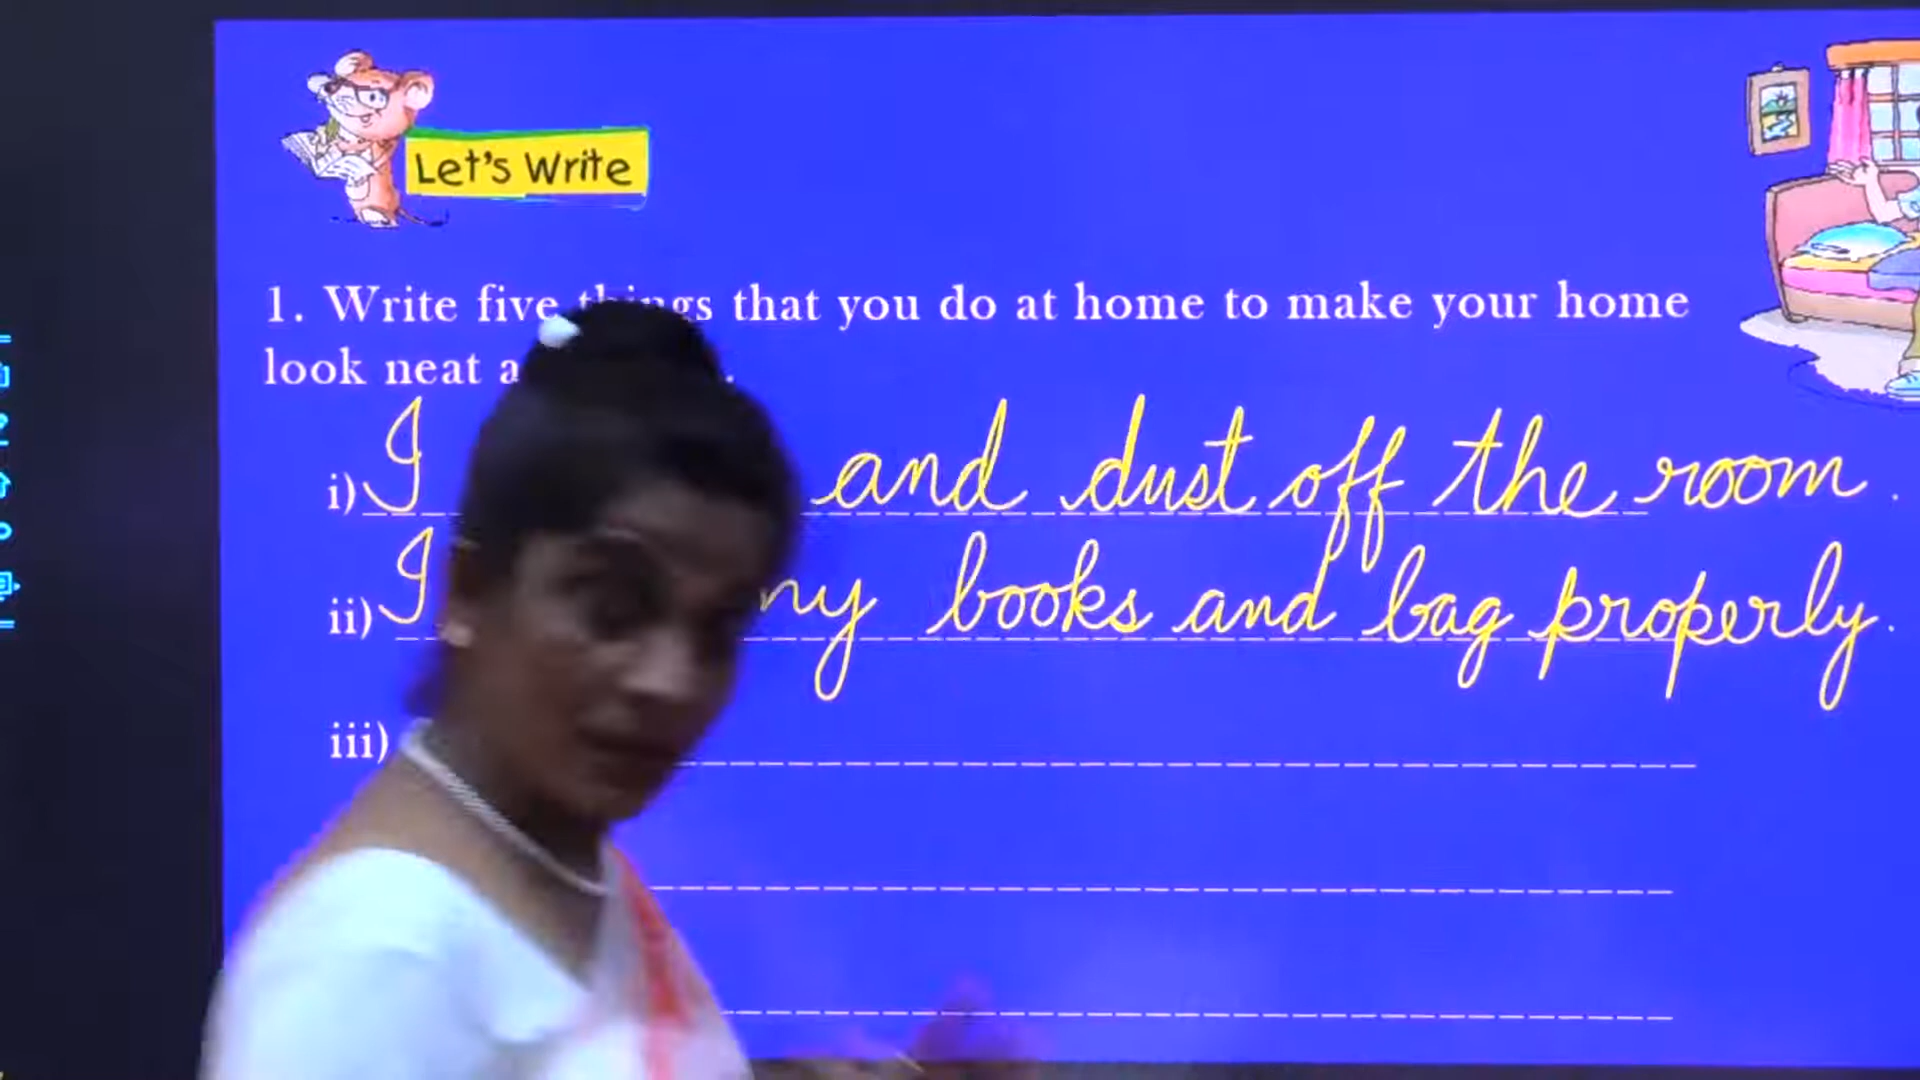 Let's Write
1. Write five things that you do at home to make your home
look neat a
i) I and dust off the room.
ii) I my books and bag properly.
iii)